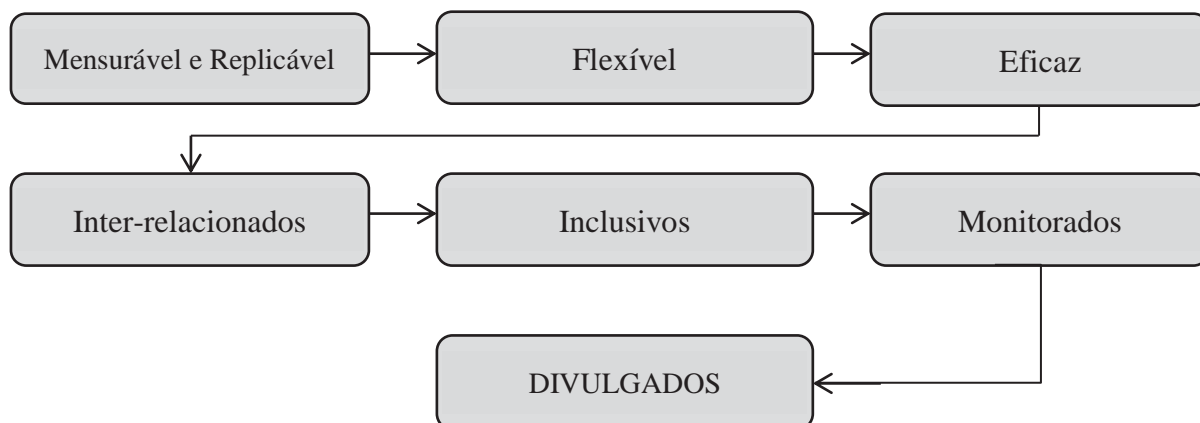 Mensurável e Replicável
Flexível
Eficaz
Inter-relacionados
Inclusivos
Monitorados
DIVULGADOS